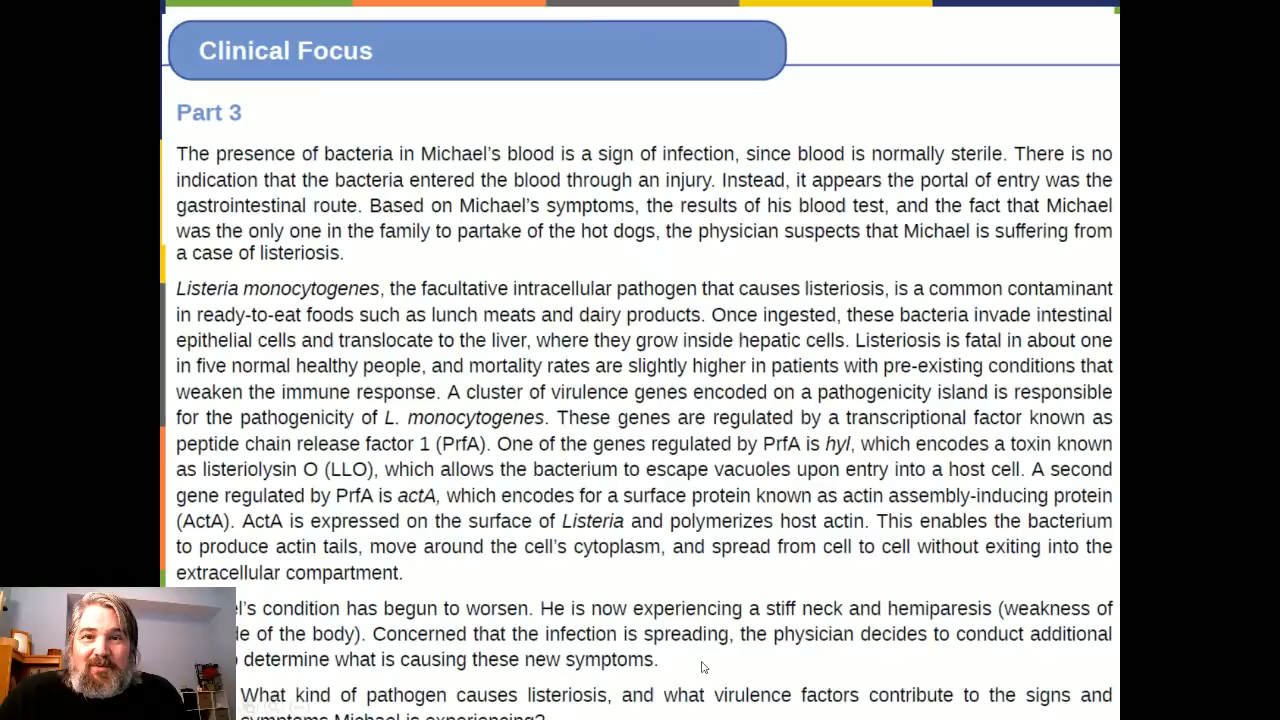 Clinical Focus
Part 3
The presence of bacteria in Michael’s blood is a sign of infection, since blood is normally sterile. There is no
indication that the bacteria entered the blood through an injury. Instead, it appears the portal of entry was the
gastrointestinal route. Based on Michael’s symptoms, the results of his blood test, and the fact that Michael
was the only one in the family to partake of the hot dogs, the physician suspects that Michael is suffering from
a case of listeriosis.
Listeria monocytogenes, the facultative intracellular pathogen that causes listeriosis, is a common contaminant
in ready-to-eat foods such as lunch meats and dairy products. Once ingested, these bacteria invade intestinal
epithelial cells and translocate to the liver, where they grow inside hepatic cells. Listeriosis is fatal in about one
in five normal healthy people, and mortality rates are slightly higher in patients with pre-existing conditions that
weaken the immune response. A cluster of virulence genes encoded on a pathogenicity island is responsible
for the pathogenicity of L. monocytogenes. These genes are regulated by a transcriptional factor known as
peptide chain release factor 1 (PrfA). One of the genes regulated by PrfA is hyl, which encodes a toxin known
as listeriolysin O (LLO), which allows the bacterium to escape vacuoles upon entry into a host cell. A second
gene regulated by PrfA is actA, which encodes for a surface protein known as actin assembly-inducing protein
(ActA). ActA is expressed on the surface of Listeria and polymerizes host actin. This enables the bacterium
to produce actin tails, move around the cell’s cytoplasm, and spread from cell to cell without exiting into the
extracellular compartment.
el’s condition has begun to worsen. He is now experiencing a stiff neck and hemiparesis (weakness of
de of the body). Concerned that the infection is spreading, the physician decides to conduct additional
determine what is causing these new symptoms.
What kind of pathogen causes listeriosis, and what virulence factors contribute to the signs and
symptoms Michael is experiencing?